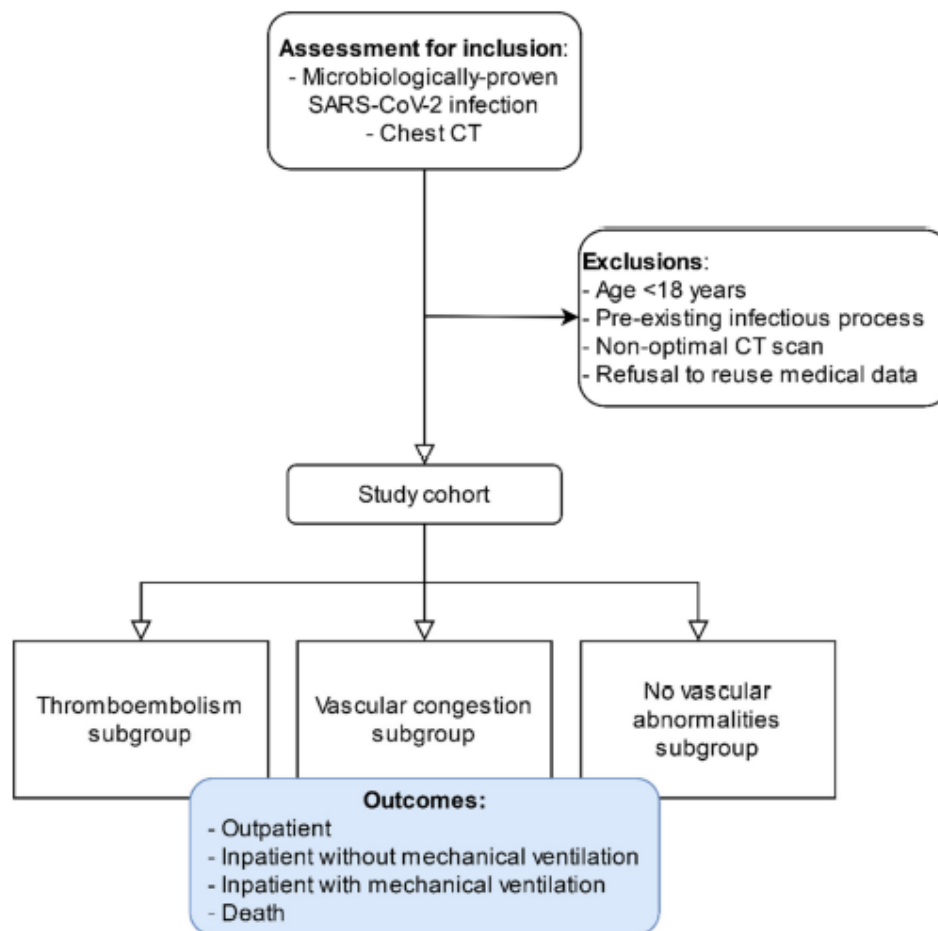 Assessment for inclusion:
- Microbiologically-proven
SARS-CoV-2 infection
- Chest CT
Exclusions:
- Age <18 years
- Pre-existing infectious process
- Non-optimal CT scan
- Refusal to reuse medical data
Study cohort
Thromboembolism
subgroup
Vascular congestion
subgroup
No vascular
abnormalities
subgroup
Outcomes:
- Outpatient
- Inpatient without mechanical ventilation
- Inpatient with mechanical ventilation
- Death